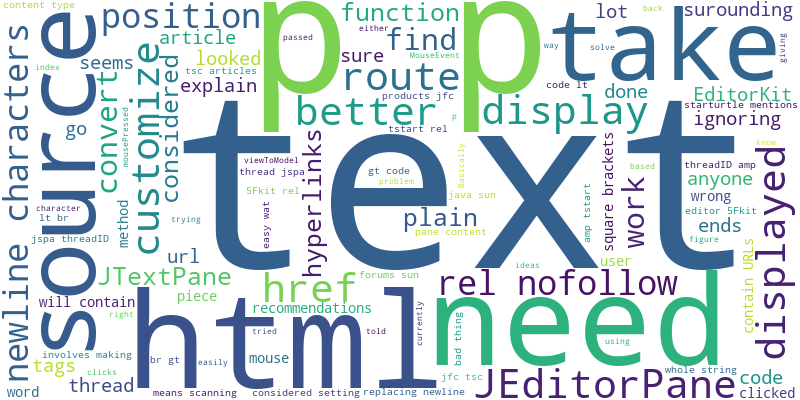 content type
source
newline characters
position
customize
considered
convert
article
seems
looked
explain
go
tsc articles
index
mousePressed
lt br
character
jspa threadID
method
trying
url
JTextPane
will contain
piece
tags
right
involves making
clicks
word
thread
p
p
text
html
function
sure
find
route
better
display
passed
either
MouseEvent
back
way
solve
lot
surounding
take
giving
products jfc
code lt
done
EditorKit
tstart rel
starturtle mentions
ignoring
p
know
viewToModel
thread jspa
5Fkit rel
easy wat
hyperlinks
gt code
problem
Basically
java sun
plain
pane content
forums sun
href
rel nofollow
amp tstart
square brackets
work
based
threadID amp
anyone
wrong
editor 5Fkit
ends
user
figure
ideas
contain URLs
displayed
recommendations
mouse
tried
told
currently
br gt
easily
means scanning
considered setting
replacing newline
need
jfc tsc
bad thing
using
whole string
code
clicked
JEditorPane